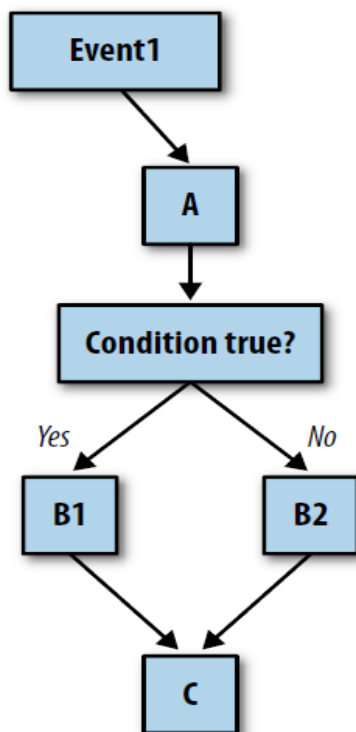 Event1
A
Condition true?
Yes
No
B1
B2
C